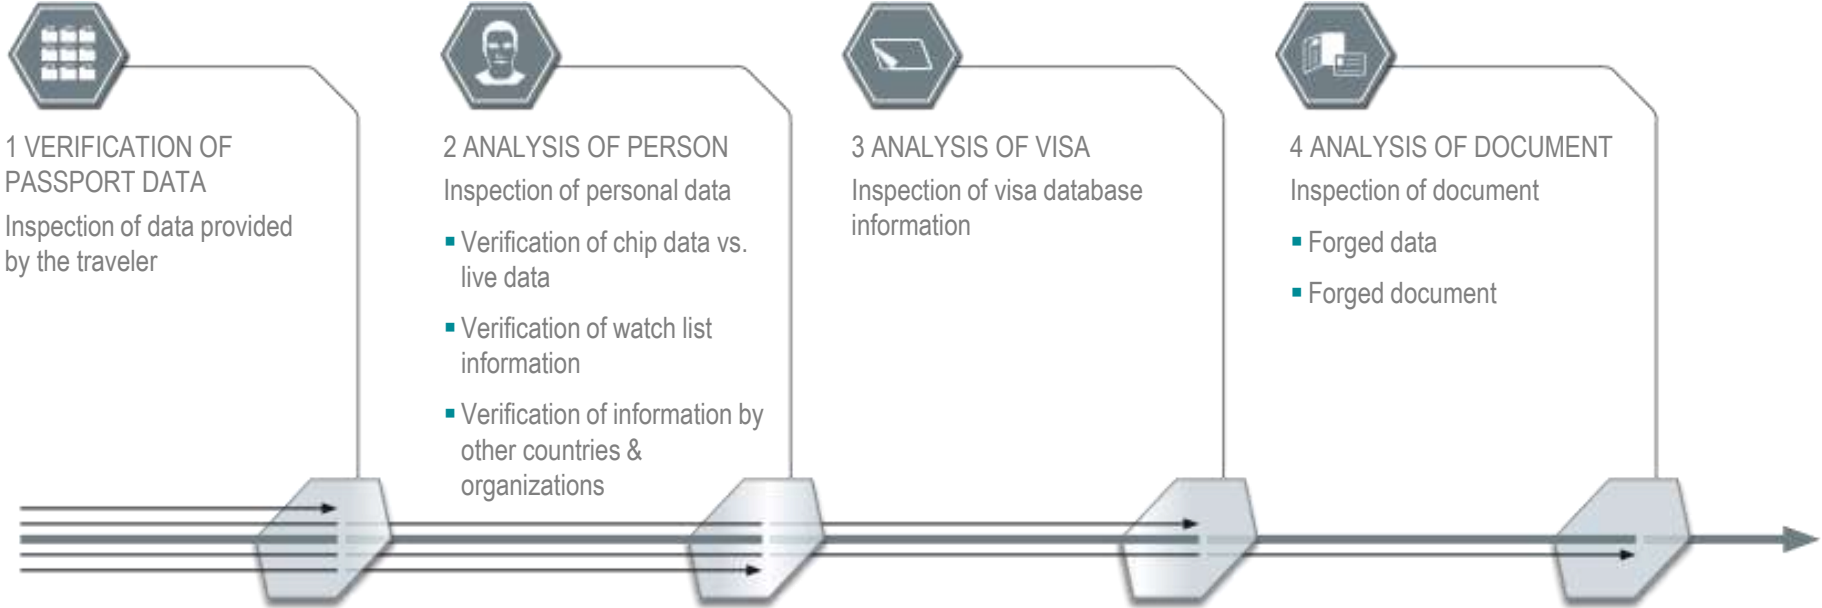 1 VERIFICATION OF
PASSPORT DATA
Inspection of data provided
by the traveler
2 ANALYSIS OF PERSON
Inspection of personal data
Verification of chip data vs.
live data
Verification of watch list
information
Verification of information by
other countries &
organizations
3 ANALYSIS OF VISA
Inspection of visa database
information
4 ANALYSIS OF DOCUMENT
Inspection of document
Forged data
Forged document